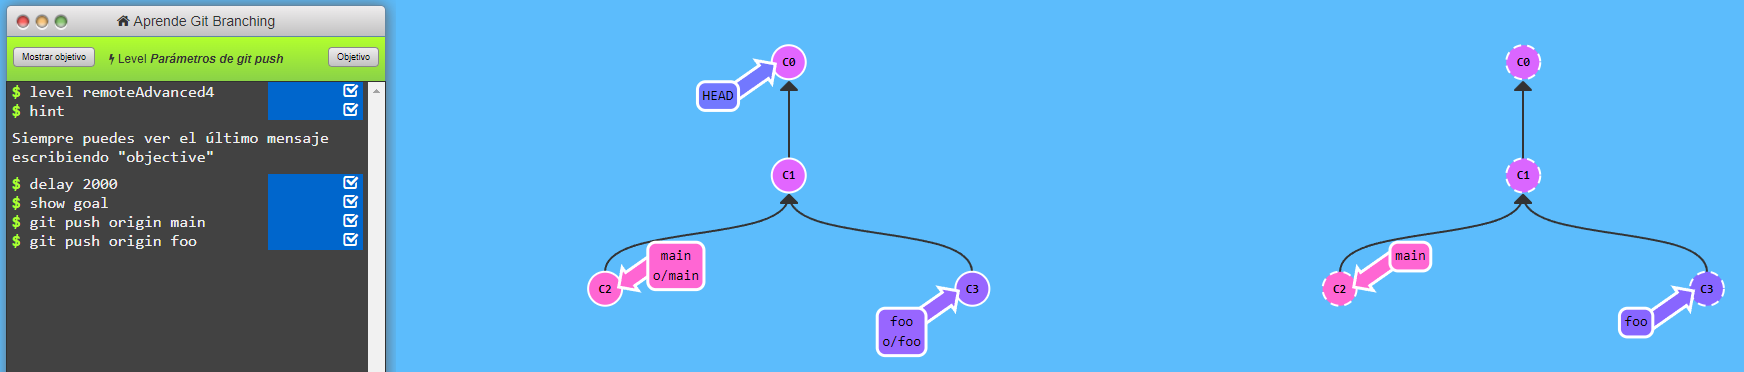 Aprende Git Branching
Mostrar objetivo
Level Parámetros de git push
Objetivo
$ level remoteAdvanced4
$ hint
Siempre puedes ver el último mensaje
escribiendo "objective"
$ delay 2000
$ show goal
$ git push origin main
$ git push origin foo
C0
HEAD
C1
main
o/main
C2
C3
foo
o/foo
C0
C1
main
C2
C3
foo